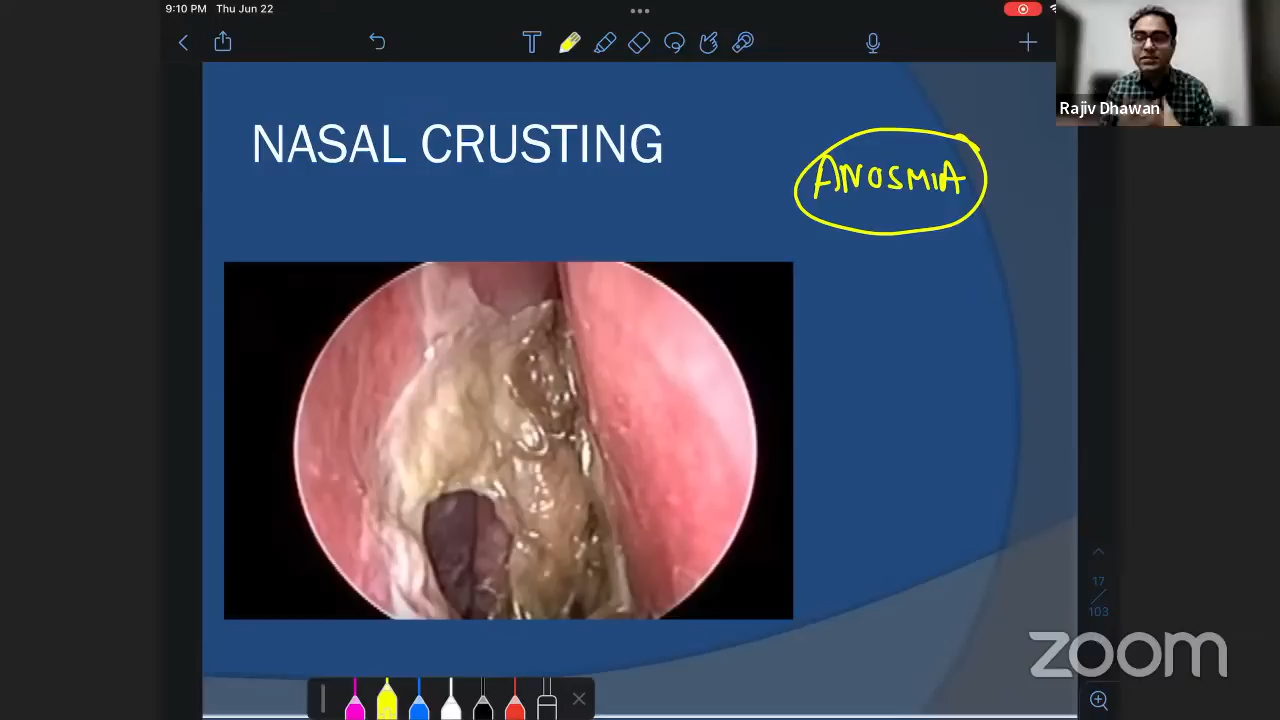 9:10 PM Thu Jun 22
T
Rajiv Dhawan
NASAL CRUSTING
ANOSMIA
17
103
zoom